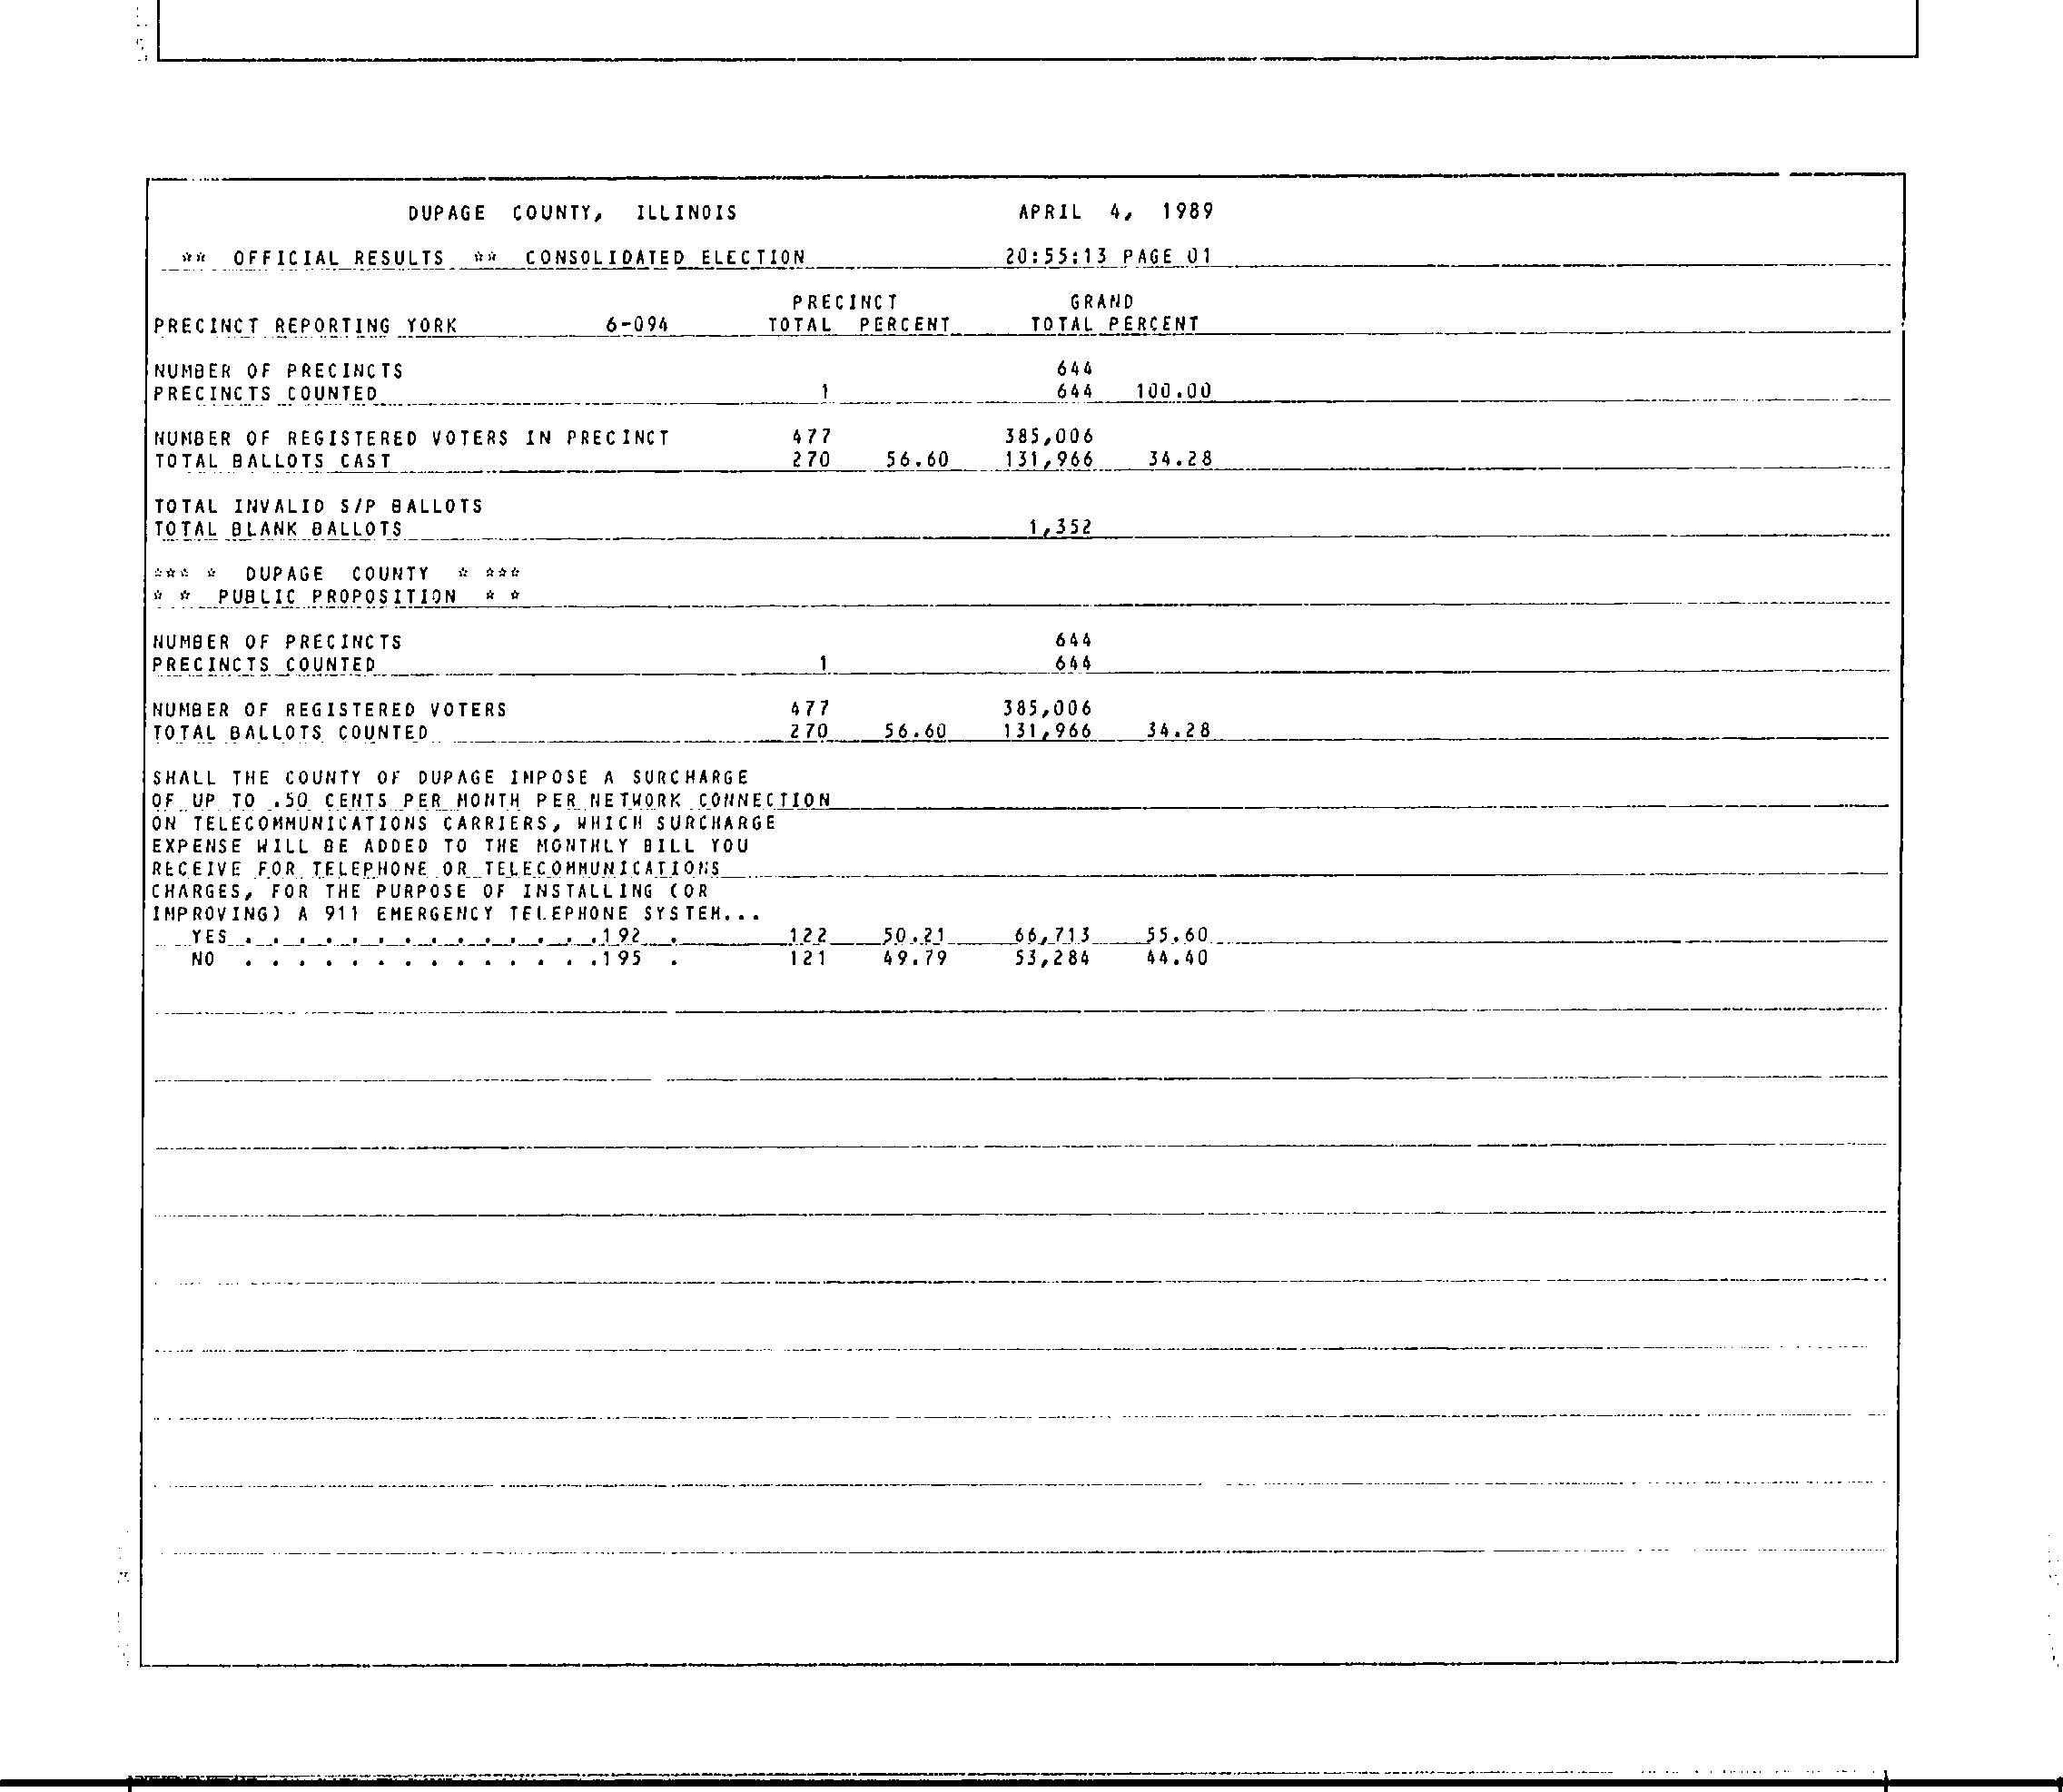 DUPAGE COUNTY, ILLINOIS APRIL 4, 1989
** OFFICIAL RESULTS ** CONSOLIDATED ELECTION 20:55:13 PAGE 01
PRECINCT GRAND
PRECINCT REPORTING YORK 6-094 TOTAL PERCENT TOTAL PERCENT
NUMBER OF PRECINCTS 644
PRECINCTS COUNTED 1 644 100.00
NUMBER OF REGISTERED VOTERS IN PRECINCT 477 385,006
TOTAL BALLOTS CAST 270 56.60 131,966 34.28
TOTAL INVALID S/P BALLOTS
TOTAL BLANK BALLOTS 1,352
*** * DUPAGE COUNTY * ***
* * PUBLIC PROPOSITION * *
NUMBER OF PRECINCTS 644
PRECINCTS COUNTED 1 644
NUMBER OF REGISTERED VOTERS 477 385,006
TOTAL BALLOTS COUNTED 270 56.60 131,966 34.28
SHALL THE COUNTY OF DUPAGE IMPOSE A SURCHARGE
OF UP TO .50 CENTS PER MONTH PER NETWORK CONNECTION
ON TELECOMMUNICATIONS CARRIERS, WHICH SURCHARGE
EXPENSE WILL BE ADDED TO THE MONTHLY BILL YOU
RECEIVE FOR TELEPHONE OR TELECOMMUNICATIONS
CHARGES, FOR THE PURPOSE OF INSTALLING (OR
IMPROVING) A 911 EMERGENCY TELEPHONE SYSTEM...
YES . . . . . . . . . . . . . .192 . 122 50.21 66,713 55.60
NO . . . . . . . . . . . . . .195 . 121 49.79 53,284 44.40